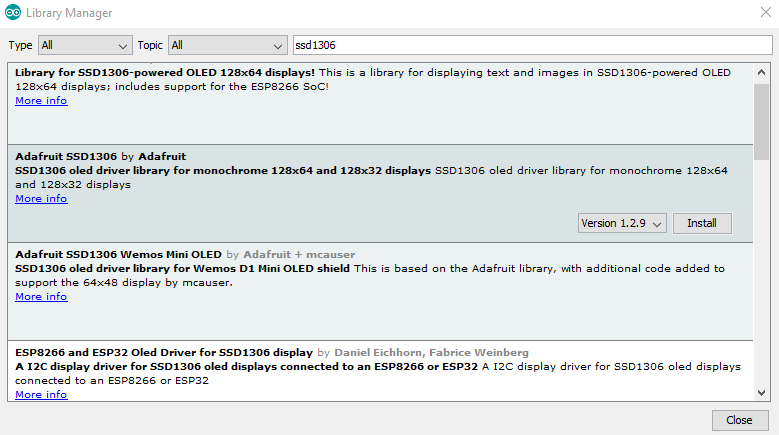 Library Manager
Type All Topic All ssd1306
Library for SSD1306-powered OLED 128x64 displays! This is a library for displaying text and images in SSD1306-powered OLED
128x64 displays; includes support for the ESP8266 SoC!
More info
Adafruit SSD1306 by Adafruit
SSD1306 oled driver library for monochrome 128x64 and 128x32 displays SSD1306 oled driver library for monochrome 128x64
and 128x32 displays
More info
Version 1.2.9 Install
Adafruit SSD1306 Wemos Mini OLED by Adafruit + mcauser
SSD1306 oled driver library for Wemos D1 Mini OLED shield This is based on the Adafruit library, with additional code added to
support the 64x48 display by mcauser.
More info
ESP8266 and ESP32 Oled Driver for SSD1306 display by Daniel Eichhorn, Fabrice Weinberg
A I2C display driver for SSD1306 oled displays connected to an ESP8266 or ESP32 A I2C display driver for SSD1306 oled displays
connected to an ESP8266 or ESP32
More info
Close